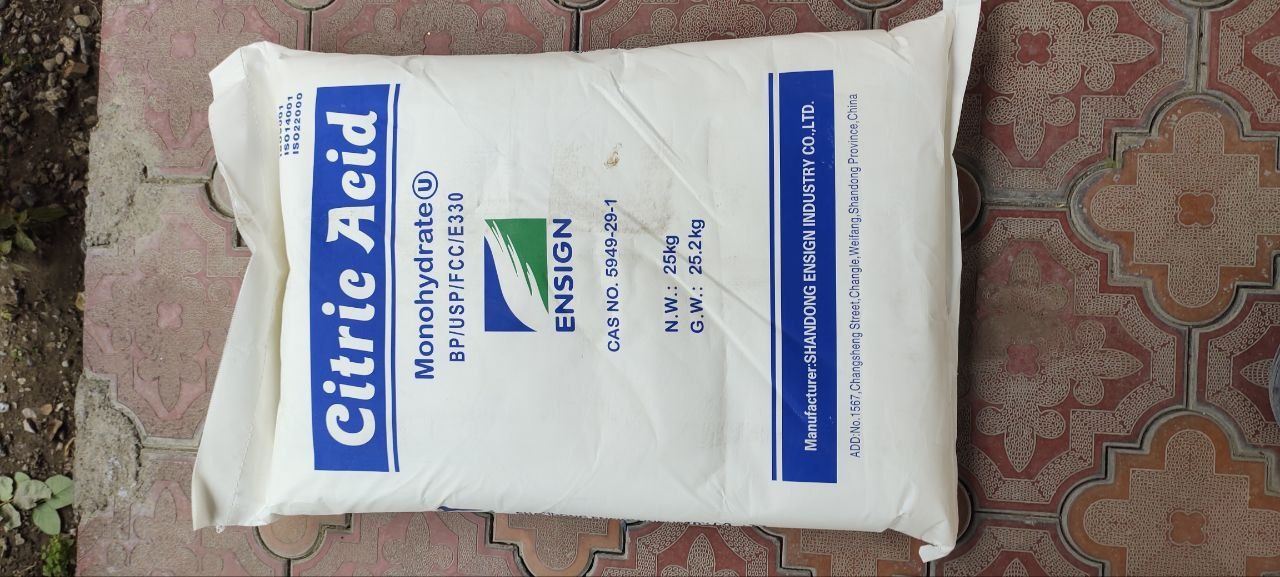 ISO14001
ISO22000
Citric Acid
Monohydrate Ⓤ
BP/USP/FCC/E330
ENSIGN
CAS NO. 5949-29-1
N.W.: 25kg
G.W.: 25.2kg
Manufacturer:SHANDONG ENSIGN INDUSTRY CO.,LTD.
ADD:No.1567,Changsheng Street,Changle,Weifang,Shandong Province,China